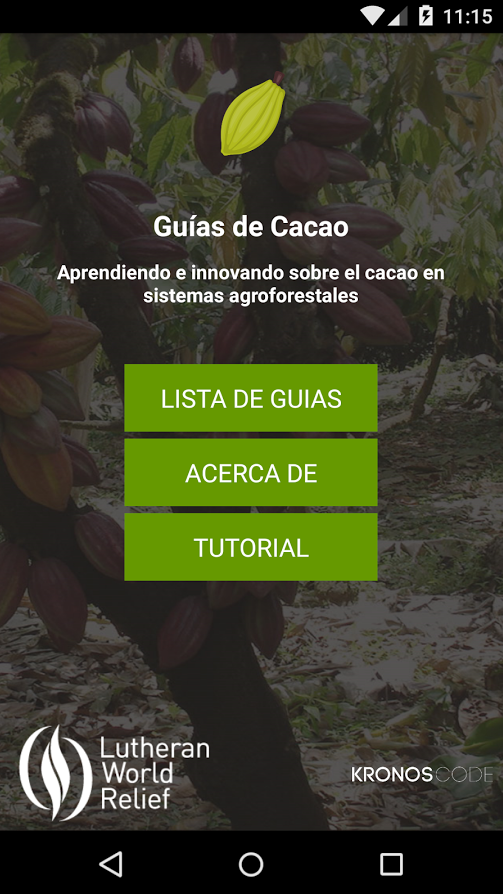 11:15
Guías de Cacao
Aprendiendo e innovando sobre el cacao en
sistemas agroforestales
LISTA DE GUIAS
ACERCA DE
TUTORIAL
Lutheran
World
Relief
KRONOSCODE